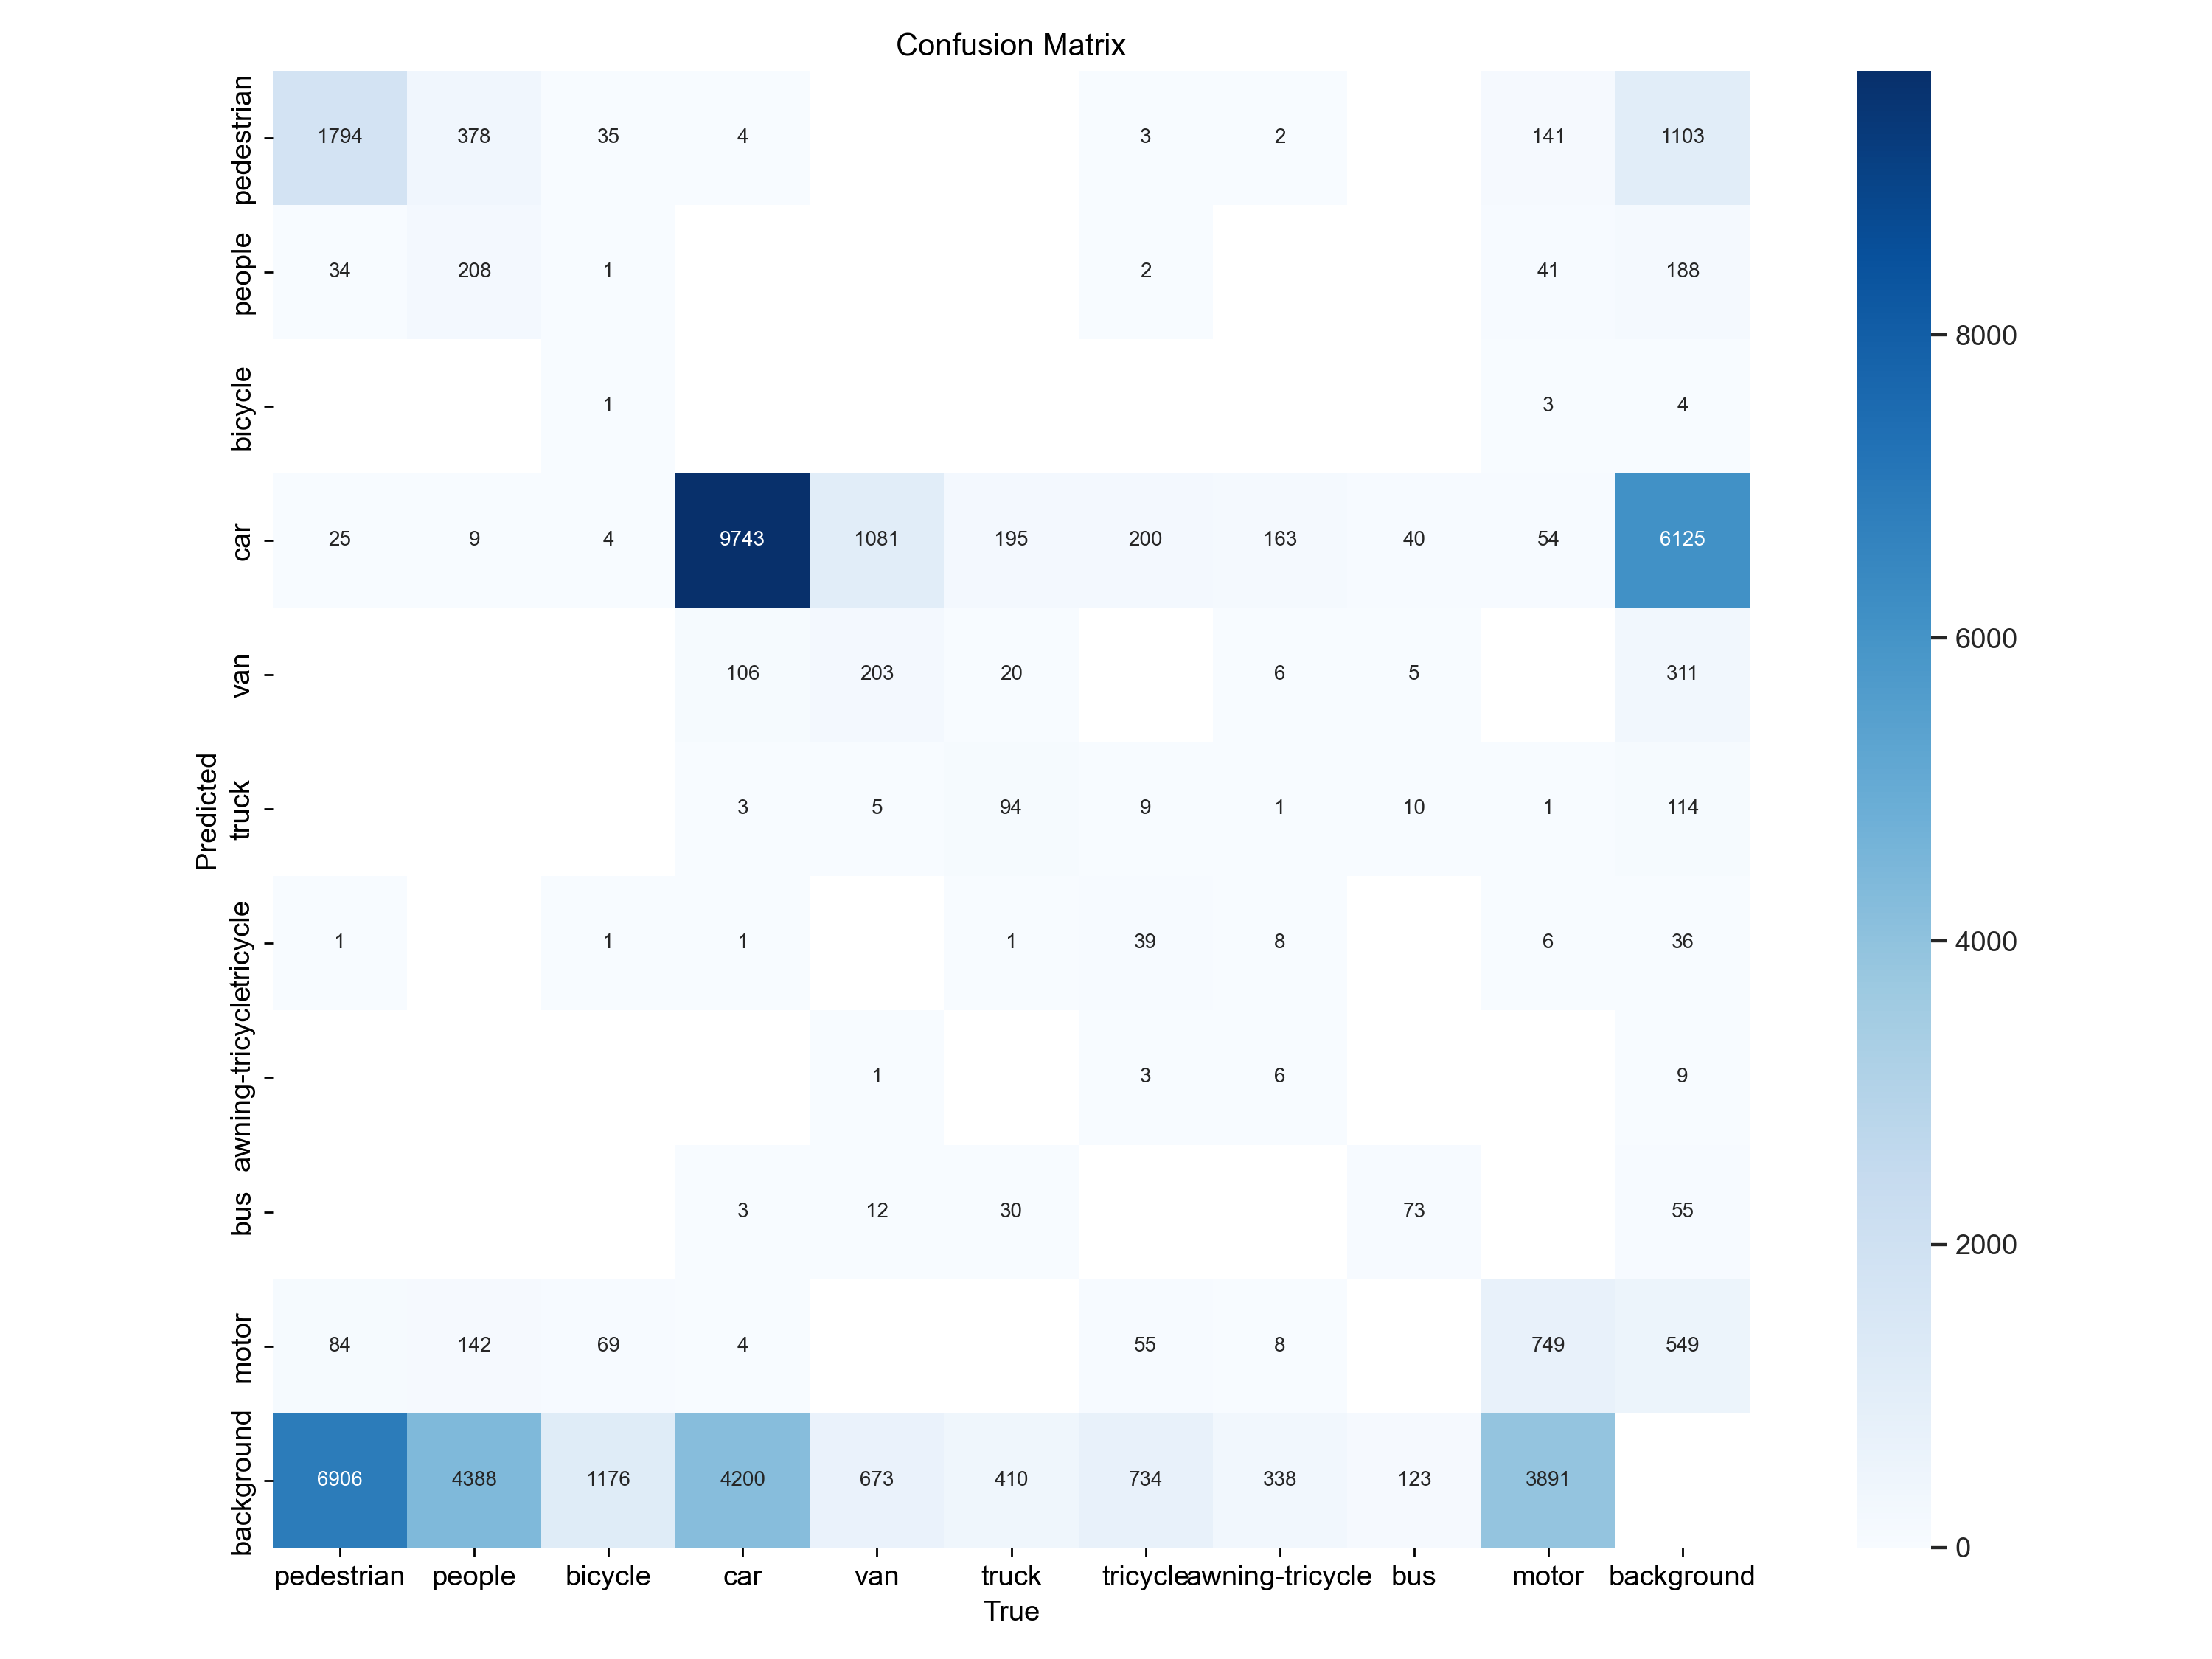 Confusion Matrix
pedestrian 1794 378 35 4 3 2 141 1103
people 34 208 1 2 41 188
bicycle 1 3 4
car 25 9 4 9743 1081 195 200 163 40 54 6125
van 106 203 20 6 5 311
truck 3 5 94 9 1 10 1 114
tricycle 1 1 1 1 39 8 6 36
awning-tricycle 1 3 6 9
bus 3 12 30 73 55
motor 84 142 69 4 55 8 749 549
background 6906 4388 1176 4200 673 410 734 338 123 3891
Predicted
pedestrian people bicycle car van truck tricycle awning-tricycle bus motor background
True
8000
6000
4000
2000
0